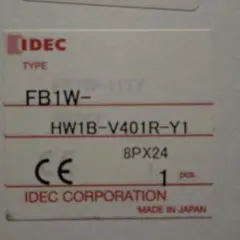 IDEC
TYPE
FB1W-
HW1B-V401R-Y1
8PX24
1 pcs.
CE
IDEC CORPORATION
MADE IN JAPAN